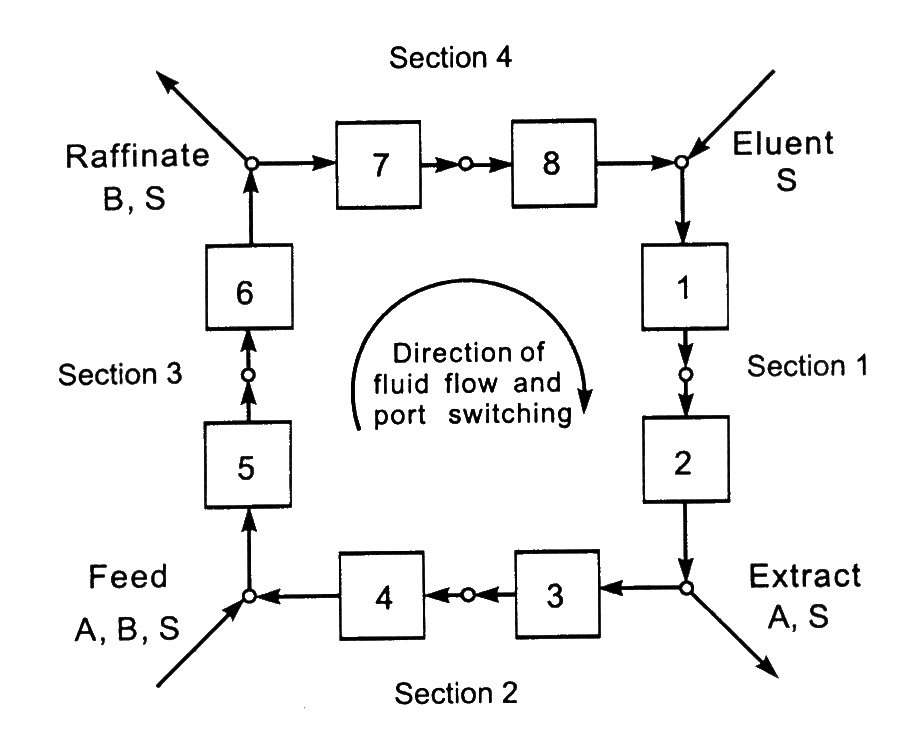 Section 4
Raffinate
B, S
7
8
Eluent
S
6
1
Section 3
Direction of
fluid flow and
port switching
Section 1
5
2
Feed
A, B, S
4
3
Extract
A, S
Section 2